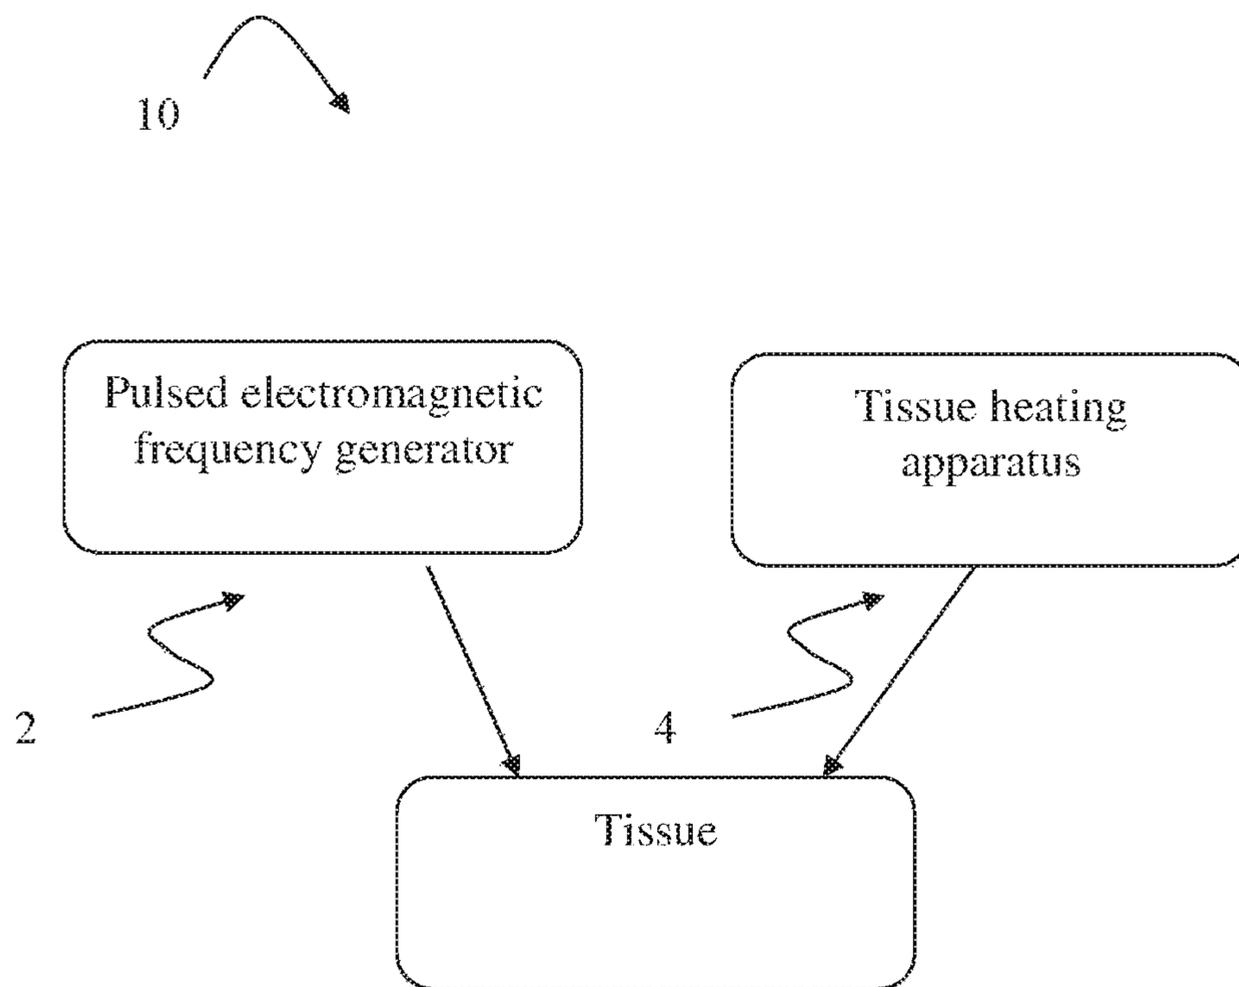 10
Pulsed electromagnetic
frequency generator
Tissue heating
apparatus
2
4
Tissue